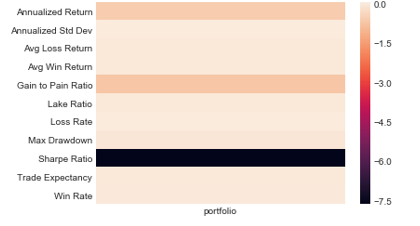 Annualized Return
Annualized Std Dev
Avg Loss Return
Avg Win Return
Gain to Pain Ratio
Lake Ratio
Loss Rate
Max Drawdown
Sharpe Ratio
Trade Expectancy
Win Rate
portfolio
0.0
−1.5
−3.0
−4.5
−6.0
−7.5